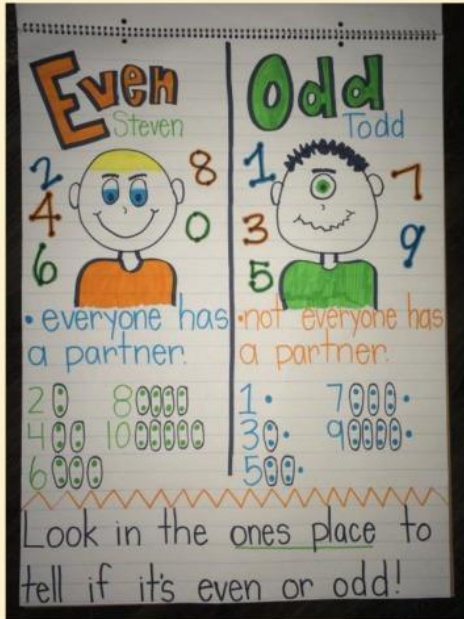 Even
Steven
2
8
4
0
6
• everyone has
a partner.
2
8
4
10
6
Odd
Todd
1
7
3
9
5
• not everyone has
a partner.
1
7
3
9
5
Look in the ones place to
tell if it's even or odd!